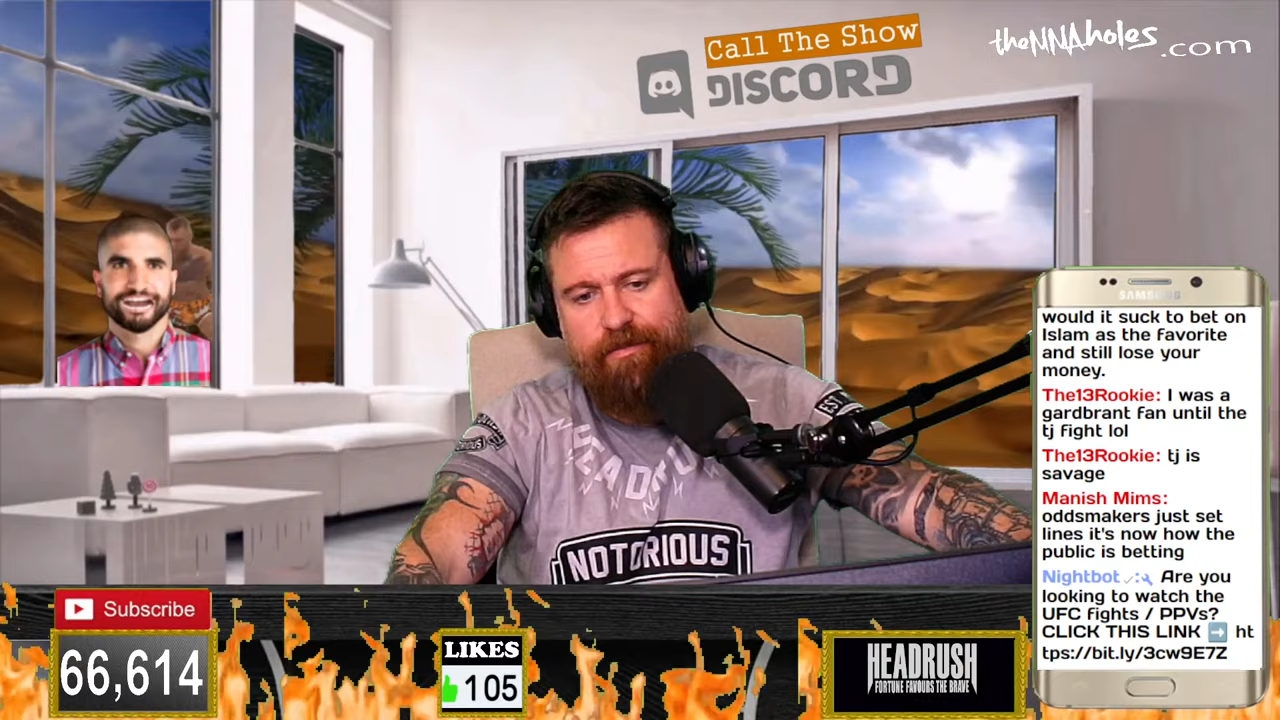 Call The Show
DISCORD
theMMAholes.com
SAMSUNG
would it suck to bet on
Islam as the favorite
and still lose your
money.
The13Rookie: I was a
gardbrant fan until the
tj fight lol
The13Rookie: tj is
savage
Manish Mims:
oddsmakers just set
lines it's now how the
public is betting
Nightbot: Are you
looking to watch the
UFC fights / PPVs?
CLICK THIS LINK ➡️ ht
tps://bit.ly/3cw9E7Z
NOTORIOUS
Subscribe
66,614
LIKES
105
HEADRUSH
FORTUNE FAVOURS THE BRAVE